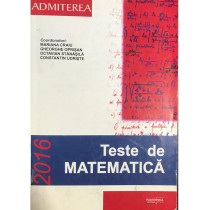 ADMITEREA
Coordonatori:
MARIANA CRAIU
GHEORGHE OPRIȘAN
OCTAVIAN STĂNĂȘILĂ
CONSTANTIN UDRIȘTE
2016
Teste de
MATEMATICĂ